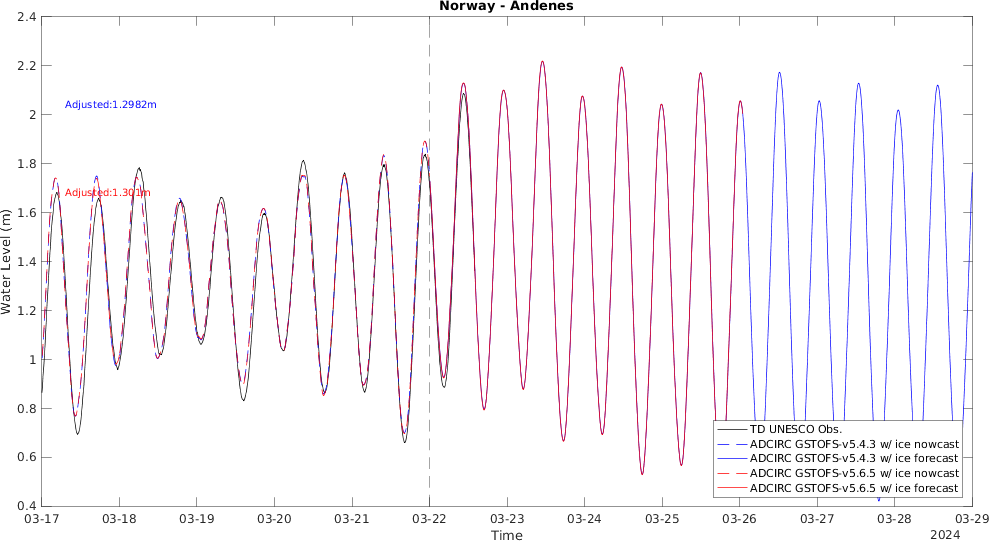 Norway - Andenes
2.4
2.2
2
1.8
1.6
1.4
1.2
1
0.8
0.6
0.4
Water Level (m)
Adjusted:1.2982m
Adjusted:1.301m
TD UNESCO Obs.
ADCIRC GSTOFS-v5.4.3 w/ ice nowcast
ADCIRC GSTOFS-v5.4.3 w/ ice forecast
ADCIRC GSTOFS-v5.6.5 w/ ice nowcast
ADCIRC GSTOFS-v5.6.5 w/ ice forecast
03-17 03-18 03-19 03-20 03-21 03-22 03-23 03-24 03-25 03-26 03-27 03-28 03-29
Time
2024